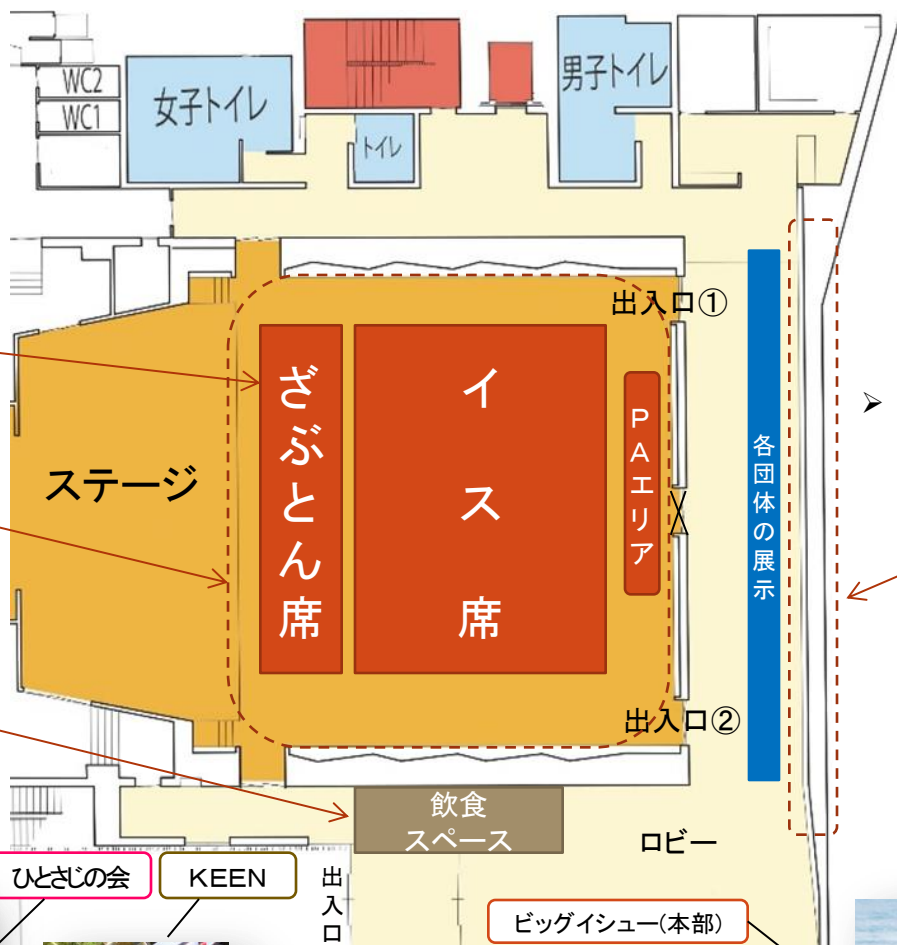 WC2
WC1
女子トイレ
トイレ
男子トイレ
出入口①
ざぶとん席
イス席
PAエリア
各団体の展示
ステージ
出入口②
飲食
スペース
ロビー
ひとさじの会
KEEN
出入口
ビッグイシュー(本部)